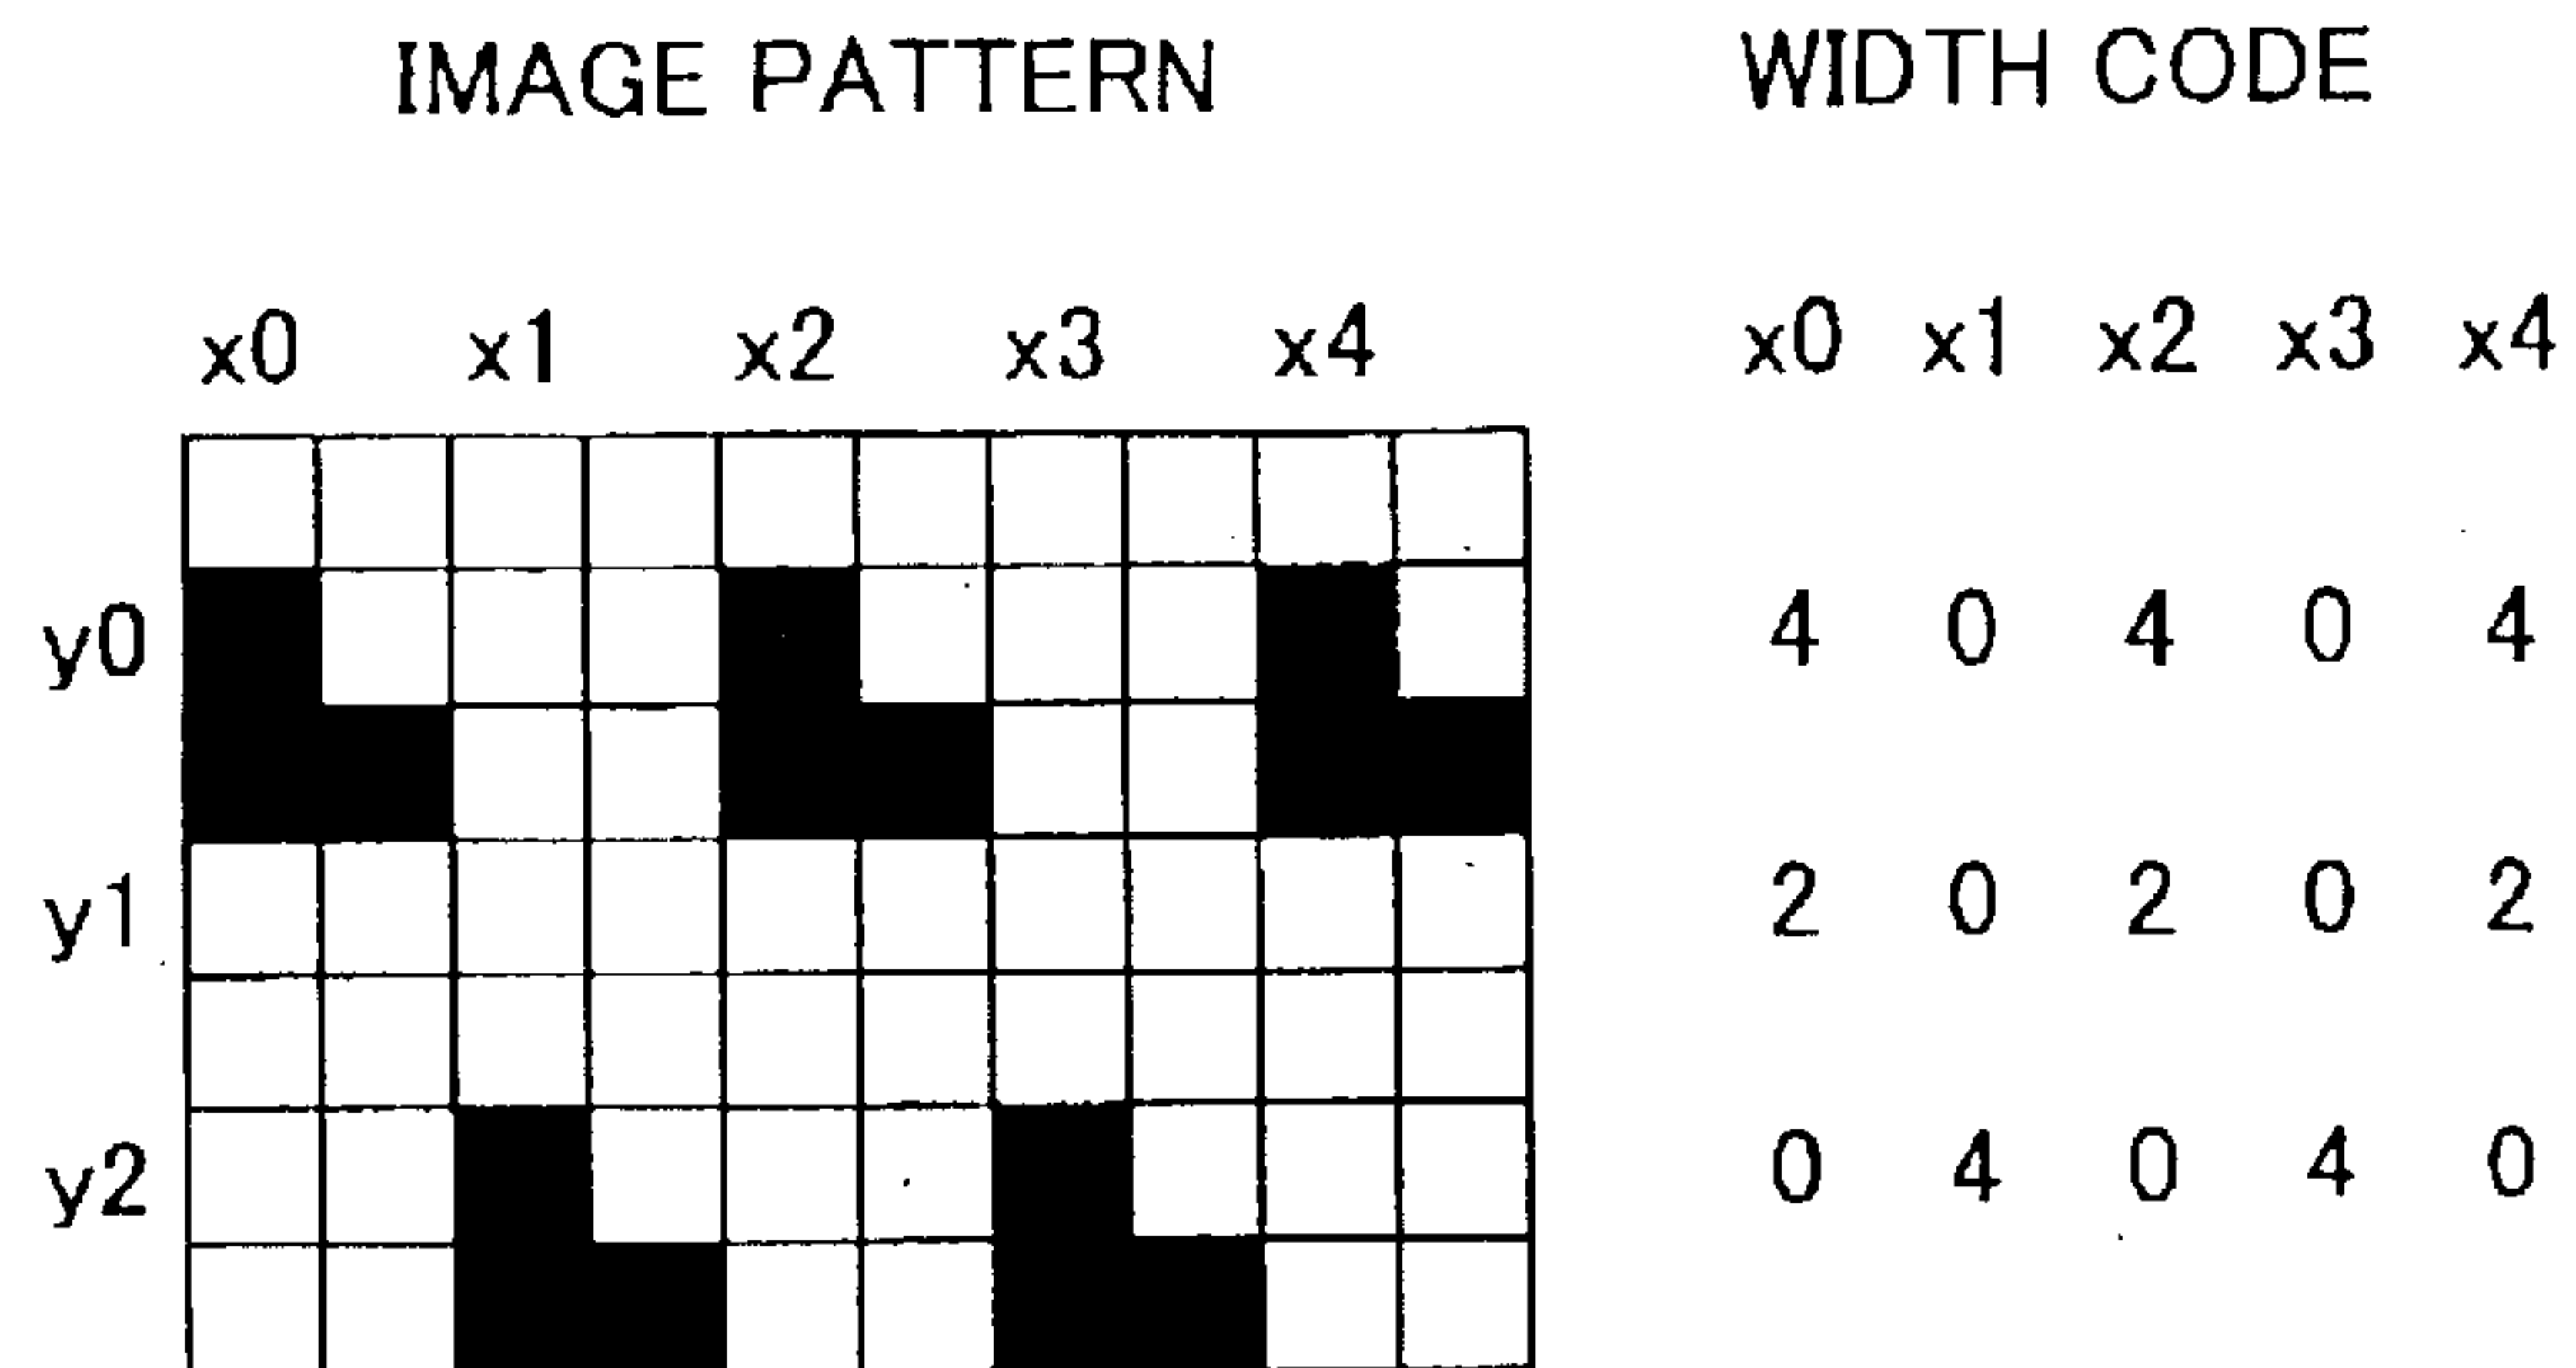 IMAGE PATTERN WIDTH CODE
x0 x1 x2 x3 x4 x0 x1 x2 x3 x4
y0 4 0 4 0 4
y1 2 0 2 0 2
y2 0 4 0 4 0